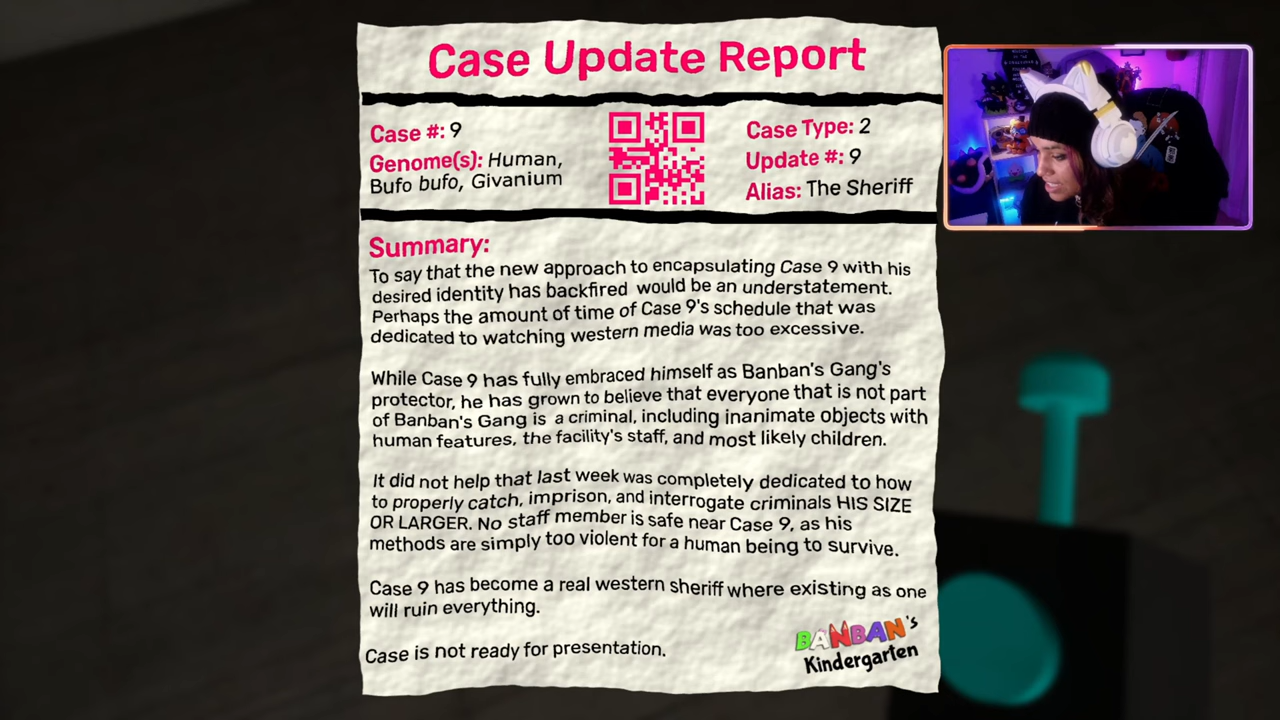 Case Update Report
Case #: 9
Genome(s): Human,
Bufo bufo, Givanium
Case Type: 2
Update #: 9
Alias: The Sheriff
Summary:
To say that the new approach to encapsulating Case 9 with his
desired identity has backfired would be an understatement.
Perhaps the amount of time of Case 9's schedule that was
dedicated to watching western media was too excessive.
While Case 9 has fully embraced himself as Banban's Gang's
protector, he has grown to believe that everyone that is not part
of Banban's Gang is a criminal, including inanimate objects with
human features, the facility's staff, and most likely children.
It did not help that last week was completely dedicated to how
to properly catch, imprison, and interrogate criminals HIS SIZE
OR LARGER. No staff member is safe near Case 9, as his
methods are simply too violent for a human being to survive.
Case 9 has become a real western sheriff where existing as one
will ruin everything.
Case is not ready for presentation.
BANBAN's
Kindergarten